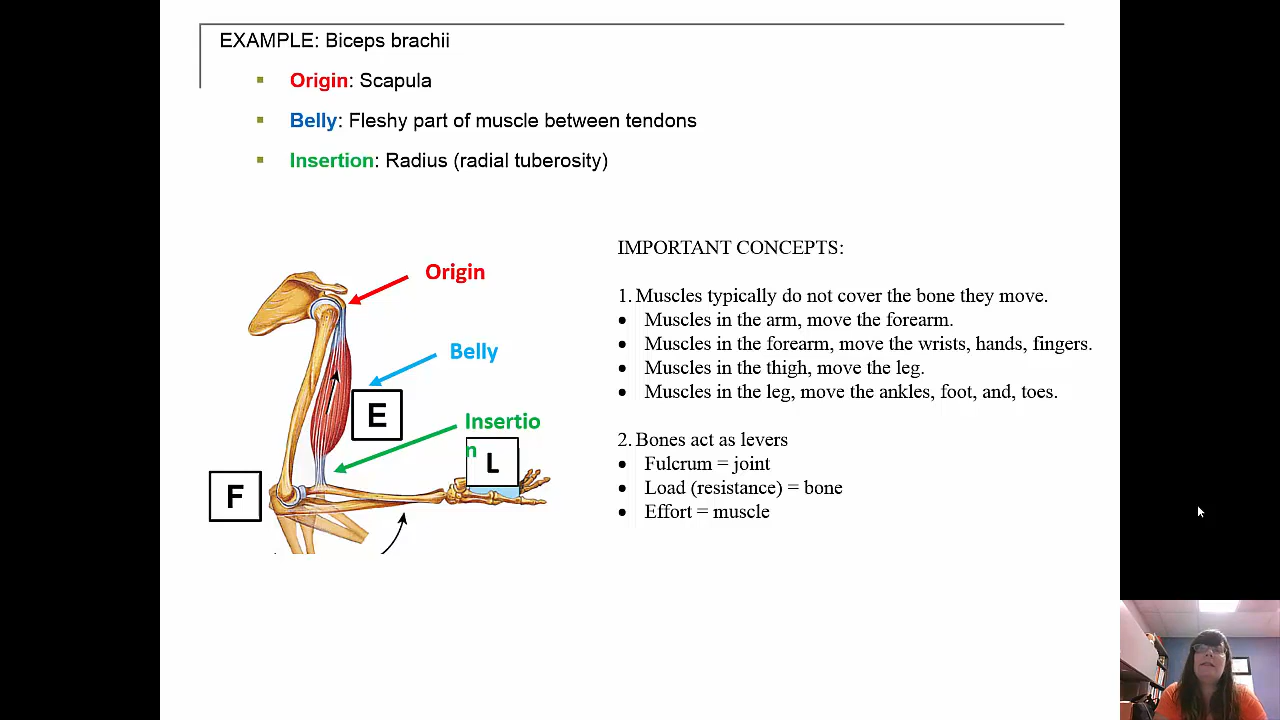 EXAMPLE: Biceps brachii
Origin: Scapula
Belly: Fleshy part of muscle between tendons
Insertion: Radius (radial tuberosity)
Origin
Belly
E
Insertio
n
L
F
IMPORTANT CONCEPTS:
1. Muscles typically do not cover the bone they move.
Muscles in the arm, move the forearm.
Muscles in the forearm, move the wrists, hands, fingers.
Muscles in the thigh, move the leg.
Muscles in the leg, move the ankles, foot, and, toes.
2. Bones act as levers
Fulcrum = joint
Load (resistance) = bone
Effort = muscle